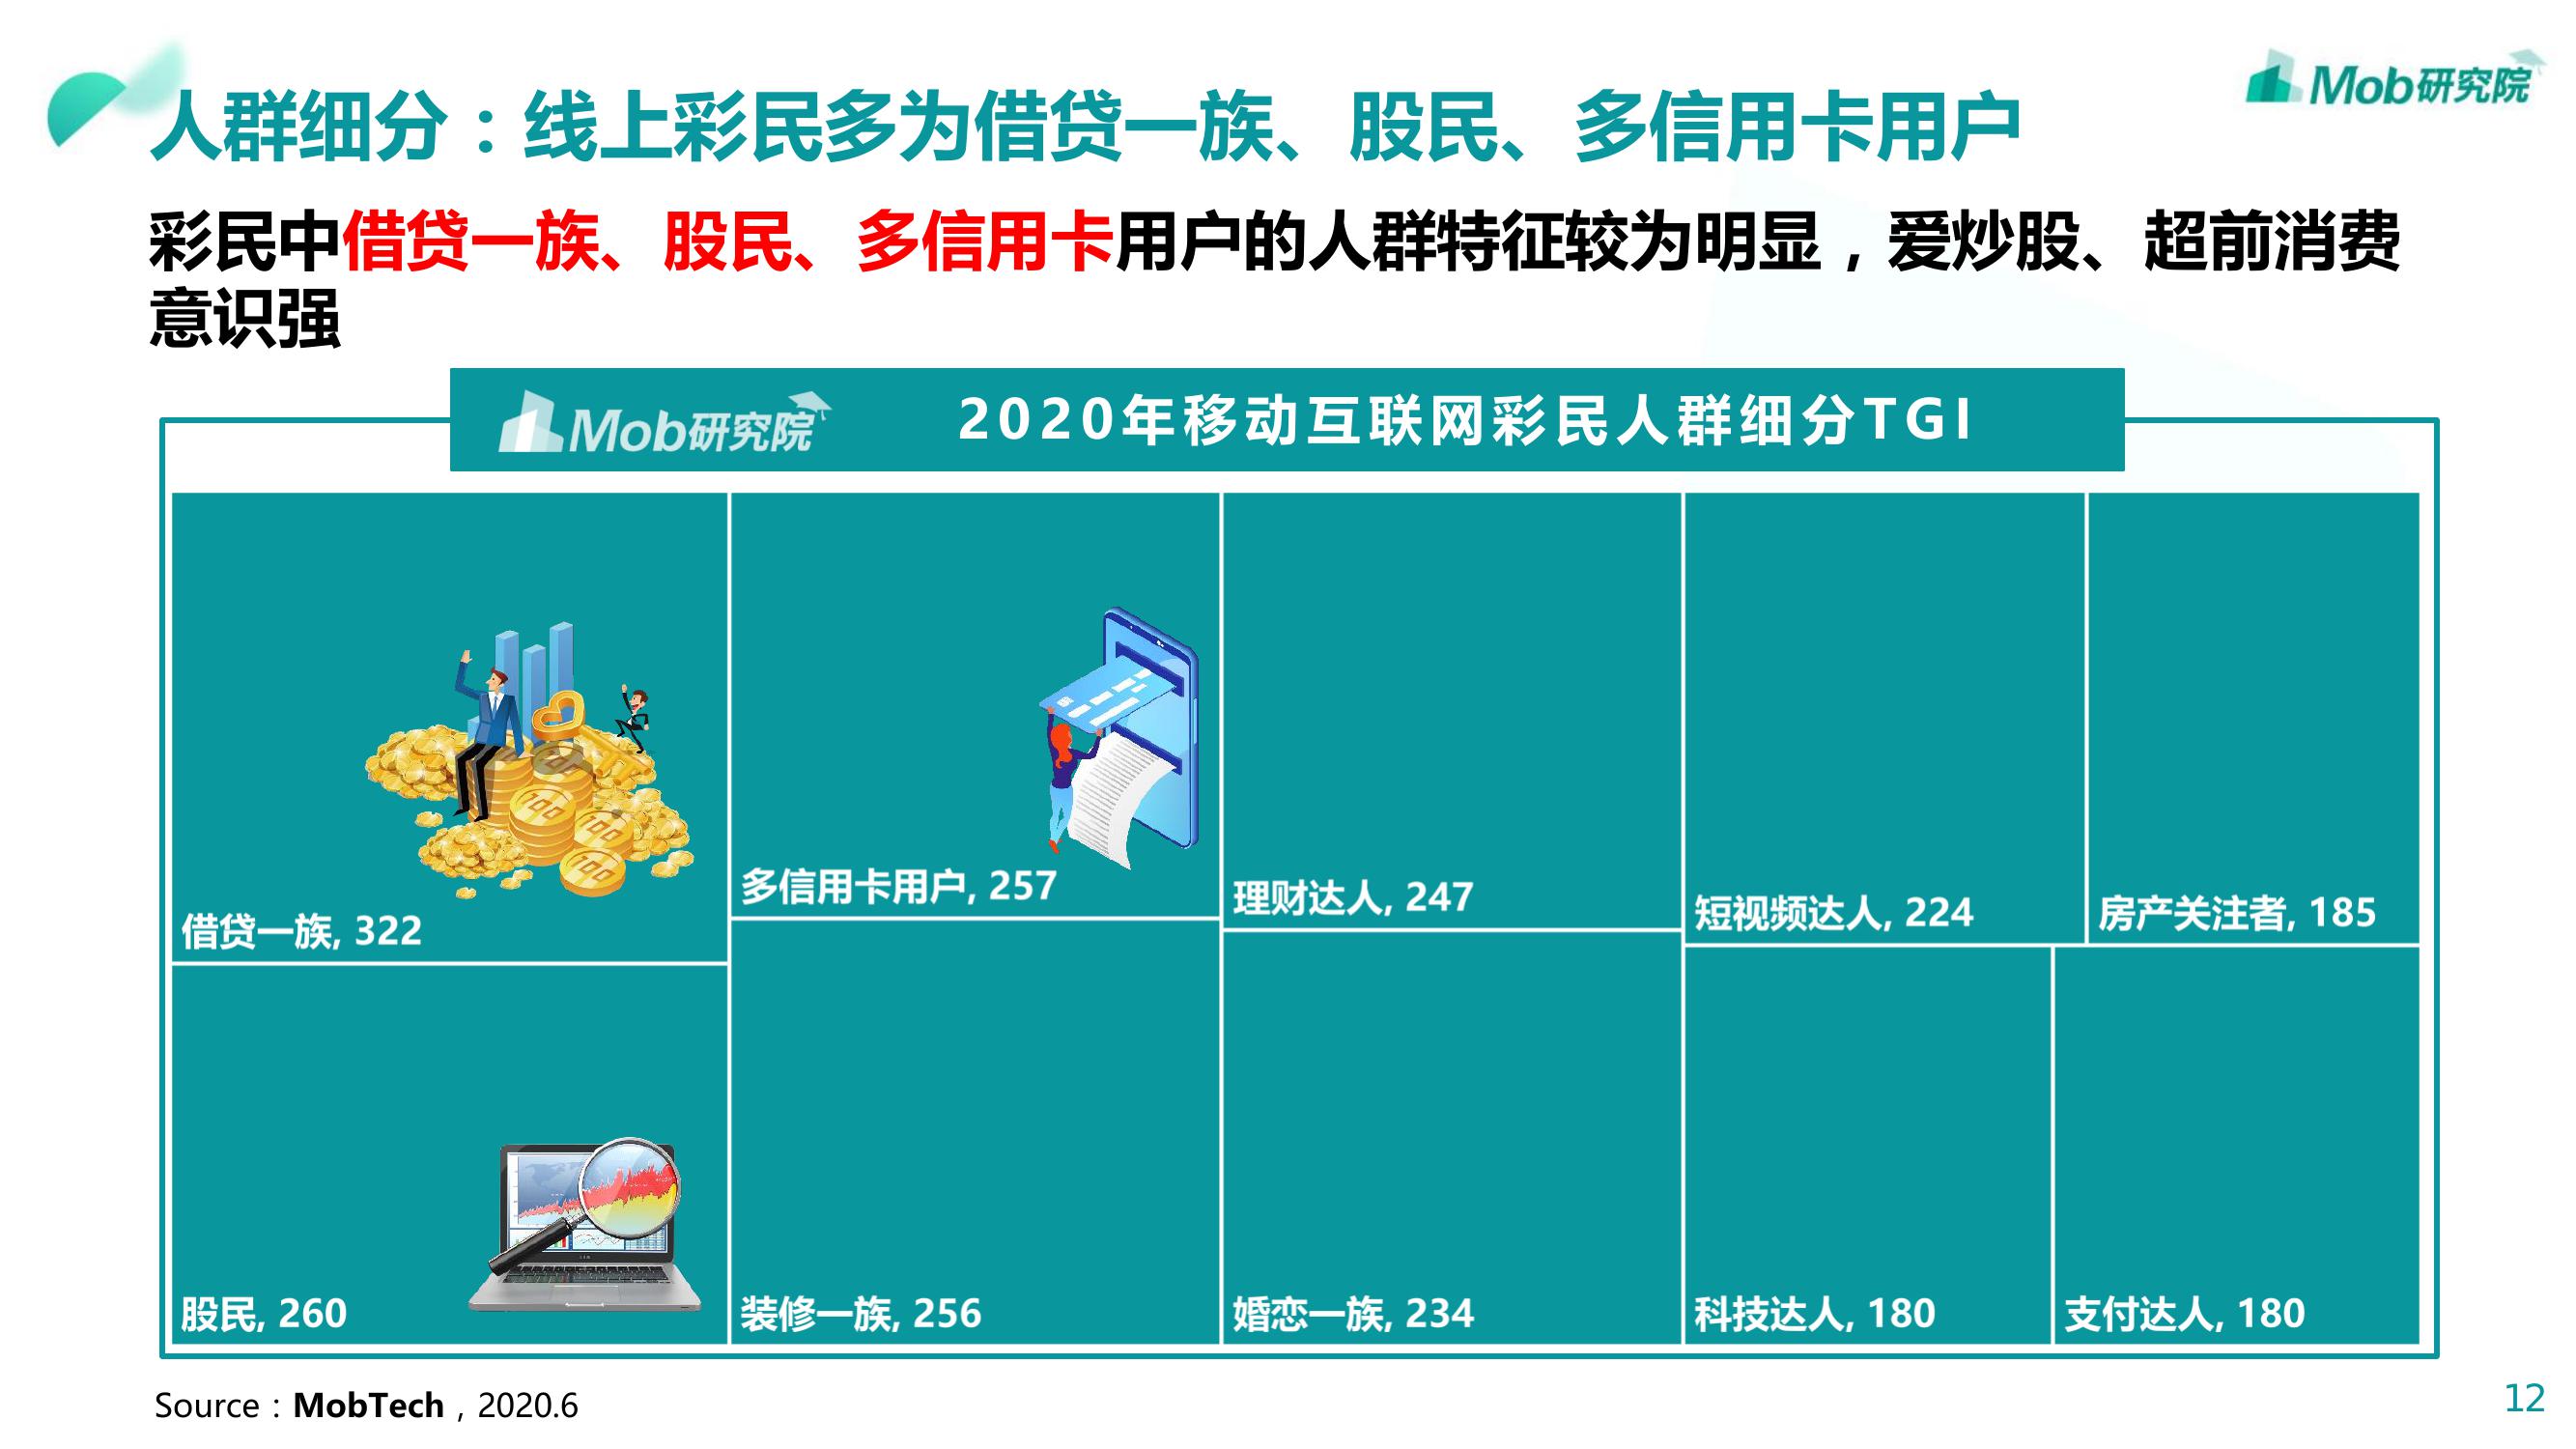 Mob研究院
人群细分：线上彩民多为借贷一族、股民、多信用卡用户
彩民中借贷一族、股民、多信用卡用户的人群特征较为明显，爱炒股、超前消费
意识强
Mob研究院
2020年移动互联网彩民人群细分TGI
借贷一族, 322
股民, 260
多信用卡用户, 257
装修一族, 256
理财达人, 247
婚恋一族, 234
短视频达人, 224
房产关注者, 185
科技达人, 180
支付达人, 180
100
100
100
Source：MobTech，2020.6
12